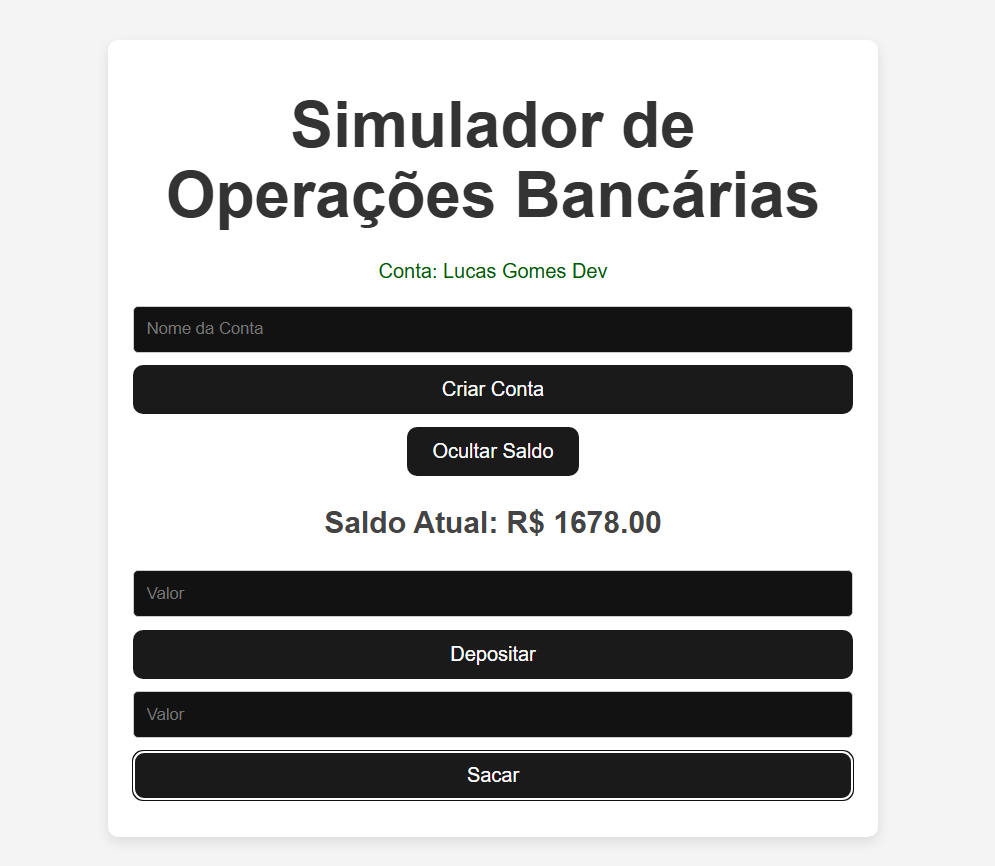 Simulador de
Operações Bancárias
Conta: Lucas Gomes Dev
Nome da Conta
Criar Conta
Ocultar Saldo
Saldo Atual: R$ 1678.00
Valor
Depositar
Valor
Sacar